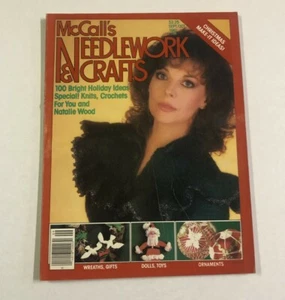 McCall's
NEEDLEWORK
& CRAFTS
CHRISTMAS
MAKE IT IDEAS!
100 Bright Holiday Ideas
Special! Knits, Crochets
For You and
Natalie Wood
WREATHS, GIFTS
DOLLS, TOYS
ORNAMENTS